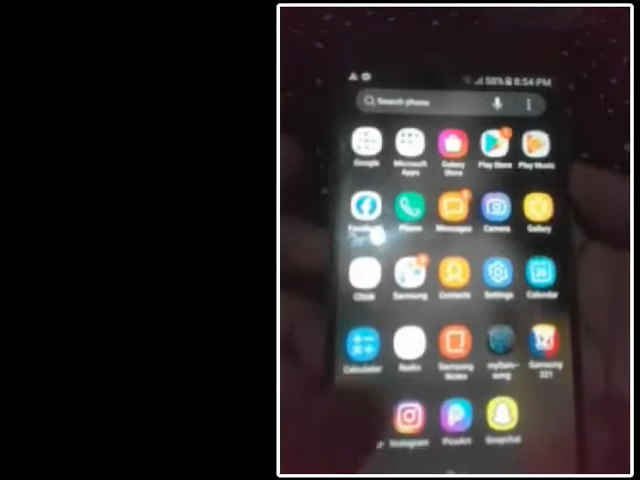 58% 8:54 PM
Search phone
Google Microsoft Apps Galaxy Store Play Store Play Music
Phone Messages Camera Gallery
Clock Samsung Contacts Settings Calendar
Calculator Radio Samsung Notes Samsung
Instagram PicsArt Snapchat